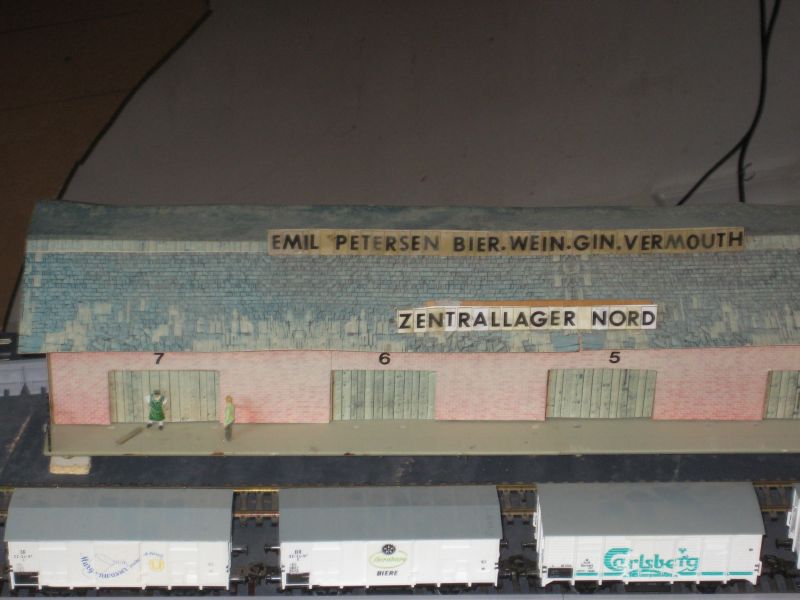 EMIL PETERSEN BIER.WEIN.GIN.VERMOUTH
ZENTRALLAGER NORD
7 6 5
BIERE
Carlsberg